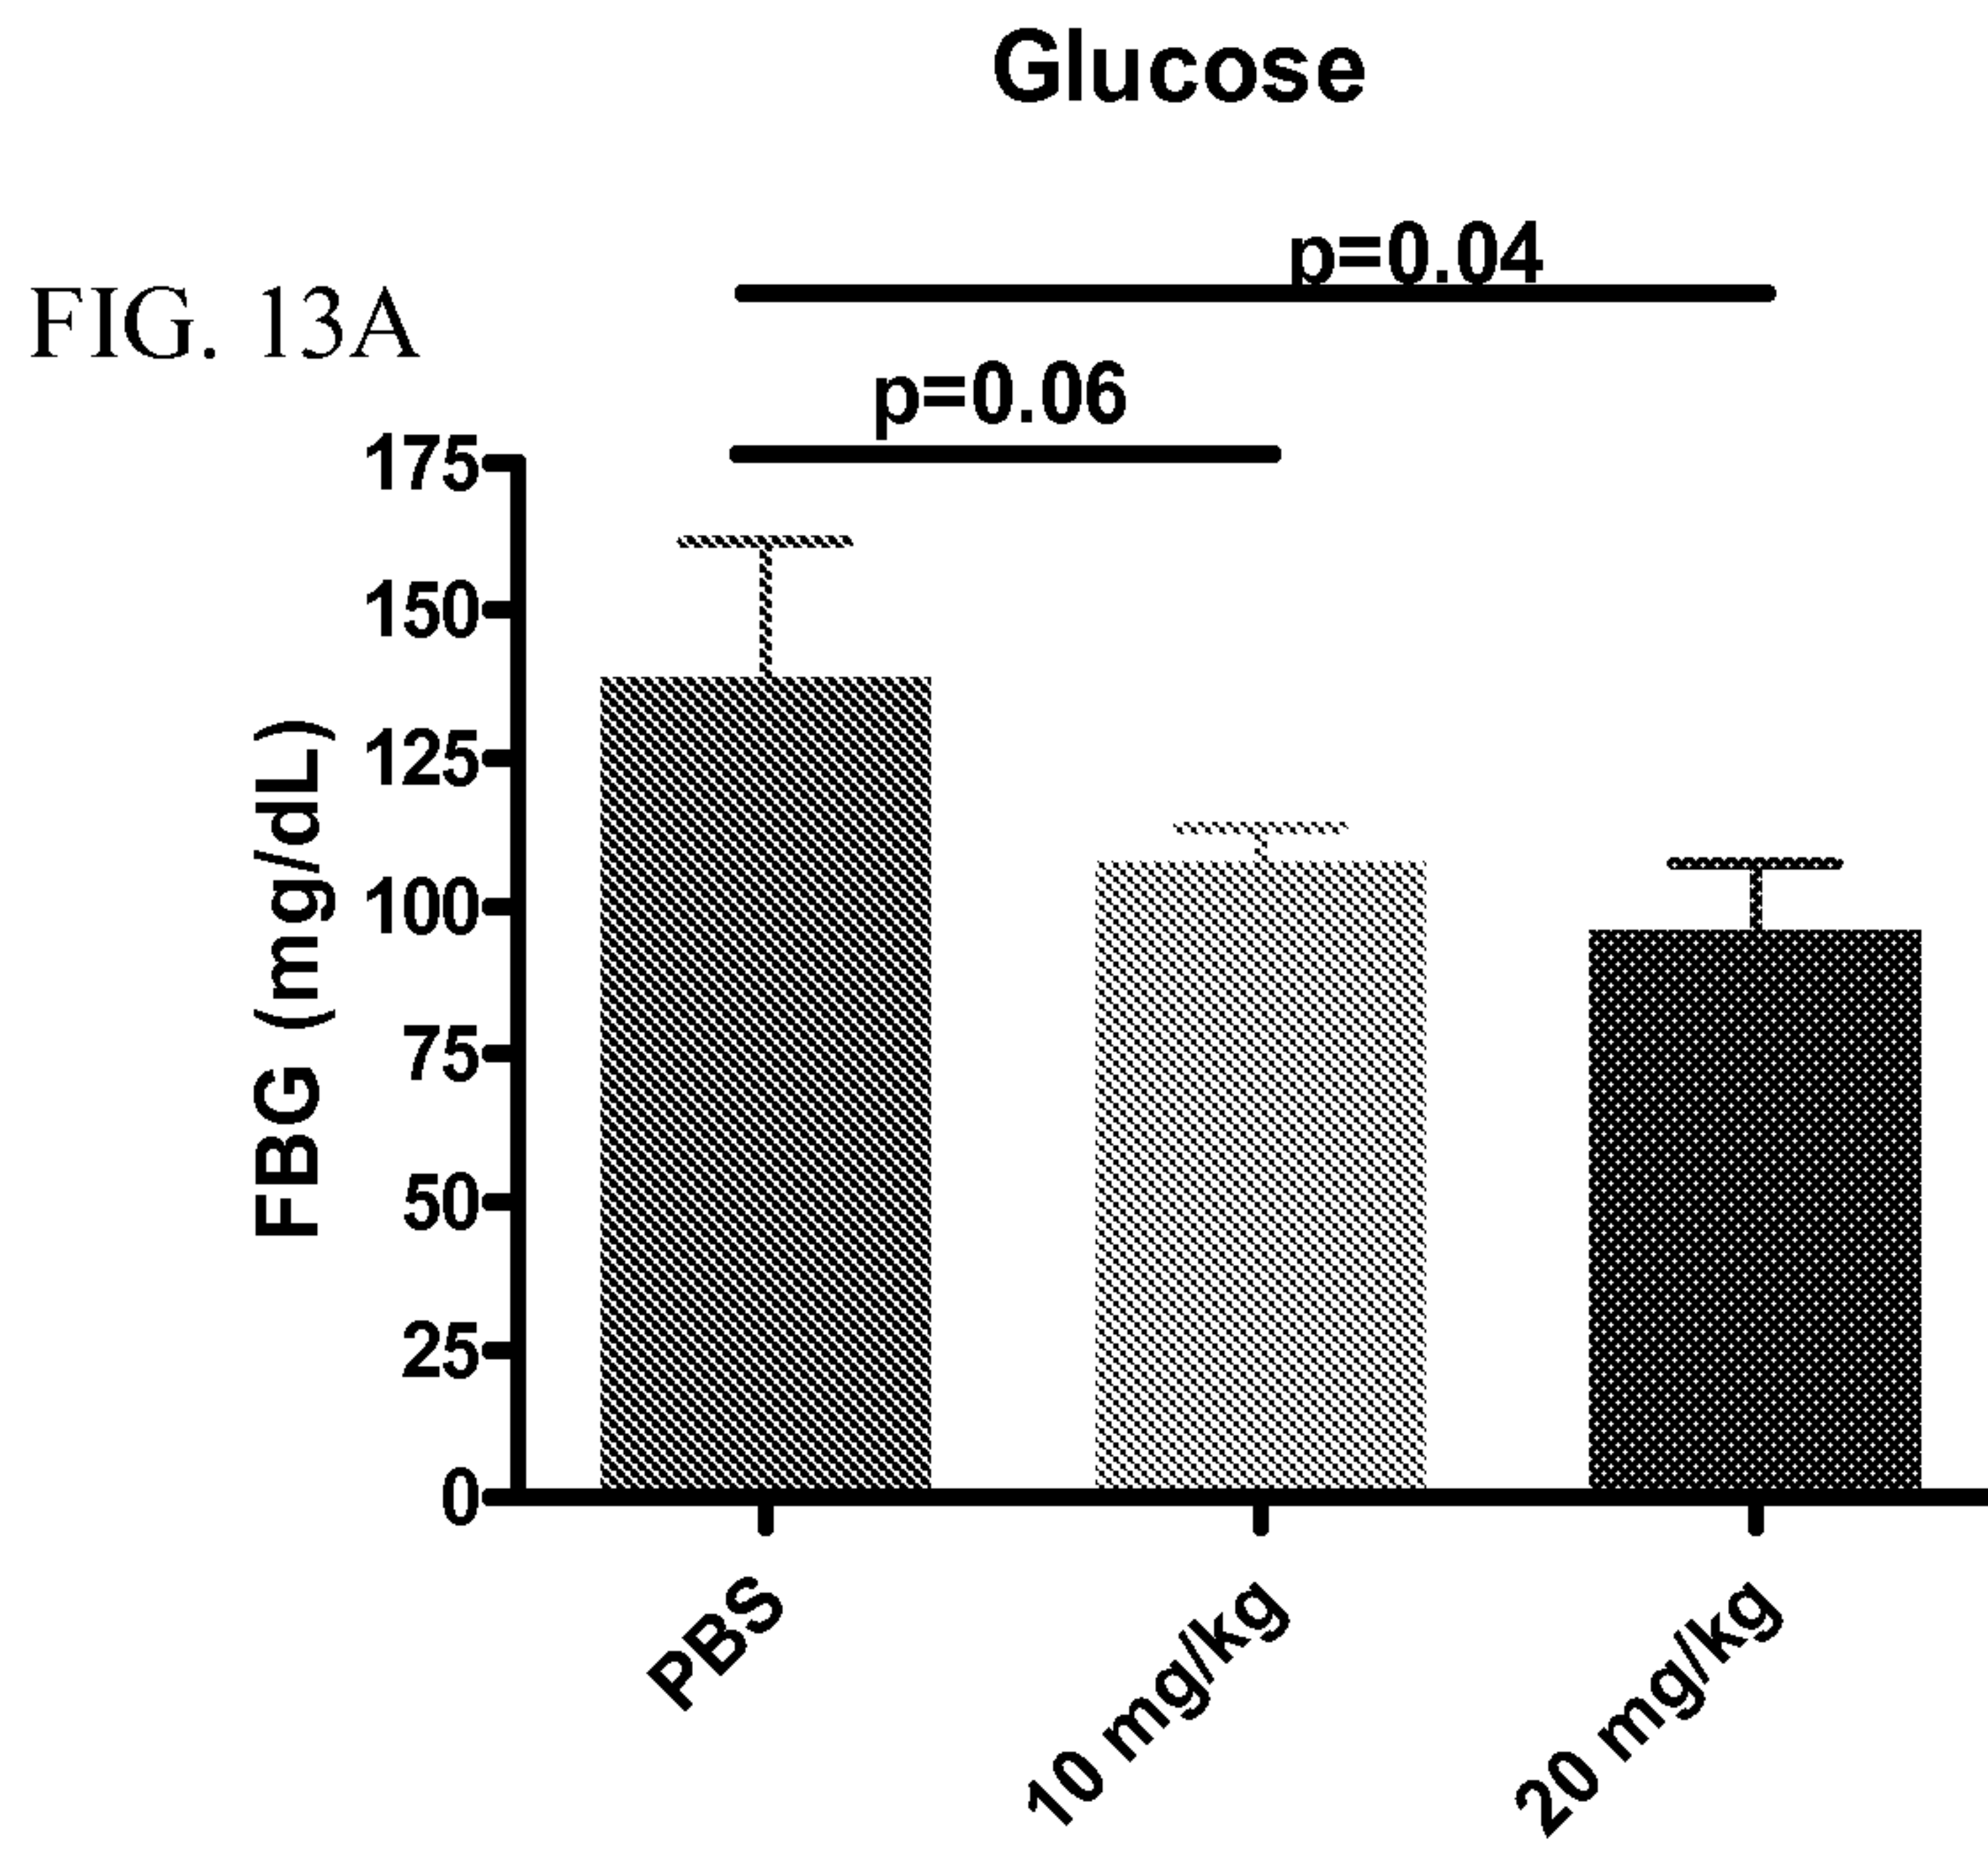 Glucose
p=0.04
FIG. 13A
p=0.06
175
150
125
100
75
50
25
0
FBG (mg/dL)
PBS
10 mg/kg
20 mg/kg